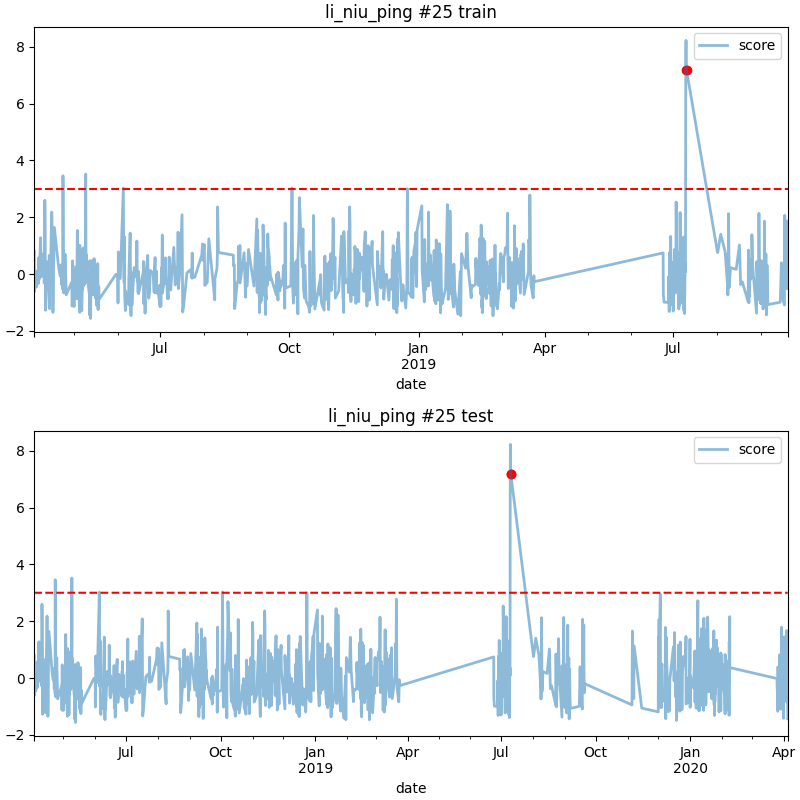 li_niu_ping #25 train
score
8
6
4
2
0
−2
Jul
Oct
Jan
2019
Apr
Jul
date
li_niu_ping #25 test
score
8
6
4
2
0
−2
Jul
Oct
Jan
2019
Apr
Jul
Oct
Jan
2020
Apr
date